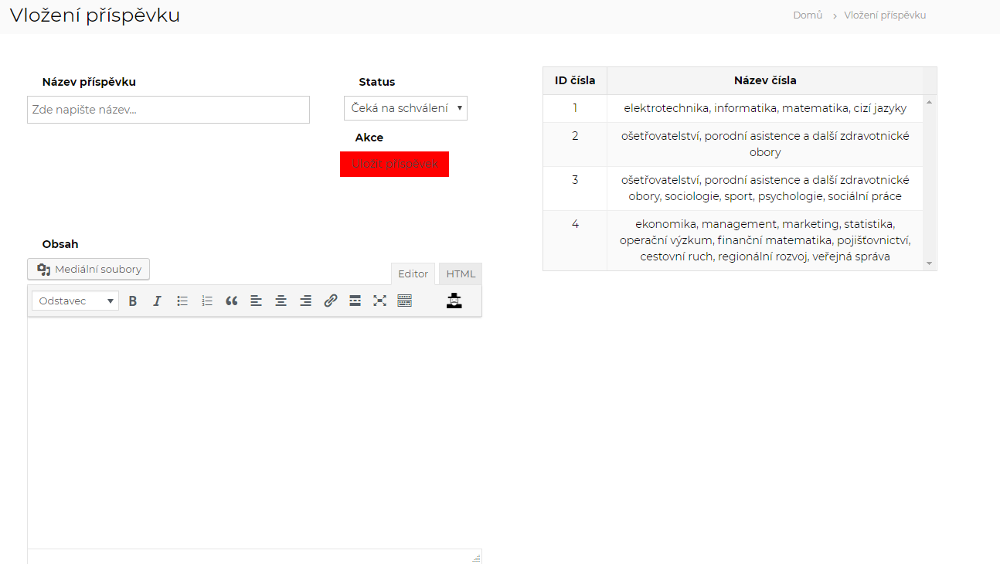 Vložení příspěvku
Domů › Vložení příspěvku
Název příspěvku
Zde napište název...
Status
Čeká na schválení
Akce
Uložit příspěvek
Obsah
Mediální soubory
Editor HTML
Odstavec
ID čísla Název čísla
1 elektrotechnika, informatika, matematika, cizí jazyky
2 ošetřovatelství, porodní asistence a další zdravotnické
obory
3 ošetřovatelství, porodní asistence a další zdravotnické
obory, sociologie, sport, psychologie, sociální práce
4 ekonomika, management, marketing, statistika,
operační výzkum, finanční matematika, pojišťovnictví,
cestovní ruch, regionální rozvoj, veřejná správa